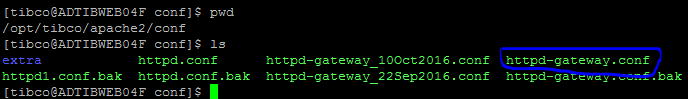 [tibco@ADTIBWEB04F conf]$ pwd
/opt/tibco/apache2/conf
[tibco@ADTIBWEB04F conf]$ ls
extra httpd.conf httpd-gateway_10Oct2016.conf httpd-gateway.conf
httpd1.conf.bak httpd.conf.bak httpd-gateway_22Sep2016.conf httpd-gateway.conf.bak
[tibco@ADTIBWEB04F conf]$